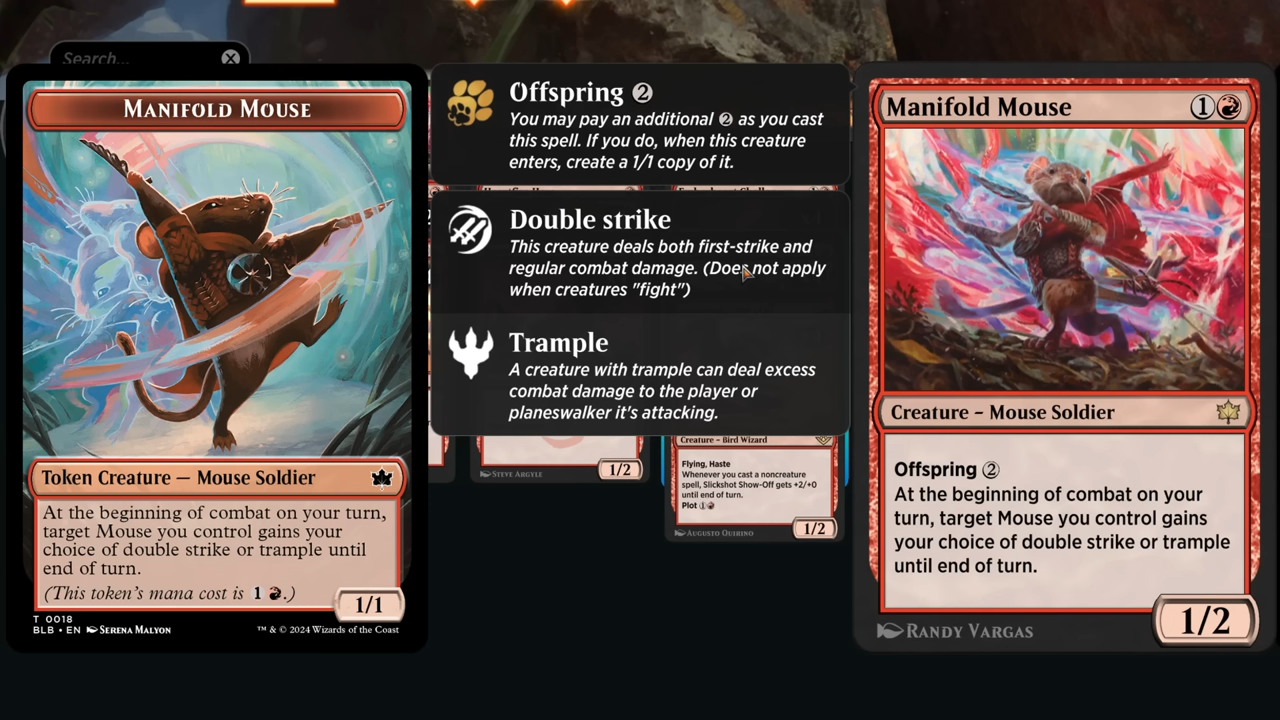 Search...
MANIFOLD MOUSE
Token Creature — Mouse Soldier
At the beginning of combat on your turn,
target Mouse you control gains your
choice of double strike or trample until
end of turn.
(This token's mana cost is 1 .)
1/1
T 0018
BLB • EN SERENA MALYON
™ & © 2024 Wizards of the Coast
Offspring 2
You may pay an additional 2 as you cast
this spell. If you do, when this creature
enters, create a 1/1 copy of it.
Double strike
This creature deals both first-strike and
regular combat damage. (Does not apply
when creatures "fight")
Trample
A creature with trample can deal excess
combat damage to the player or
planeswalker it's attacking.
STEVE ARGYLE
1/2
Creature – Bird Wizard
Flying, Haste
Whenever you cast a noncreature
spell, Slickshot Show-Off gets +2/+0
until end of turn.
Plot 1
1/2
AUGUSTO QUIRINO
Manifold Mouse 1
Creature – Mouse Soldier
Offspring 2
At the beginning of combat on your
turn, target Mouse you control gains
your choice of double strike or trample
until end of turn.
1/2
RANDY VARGAS